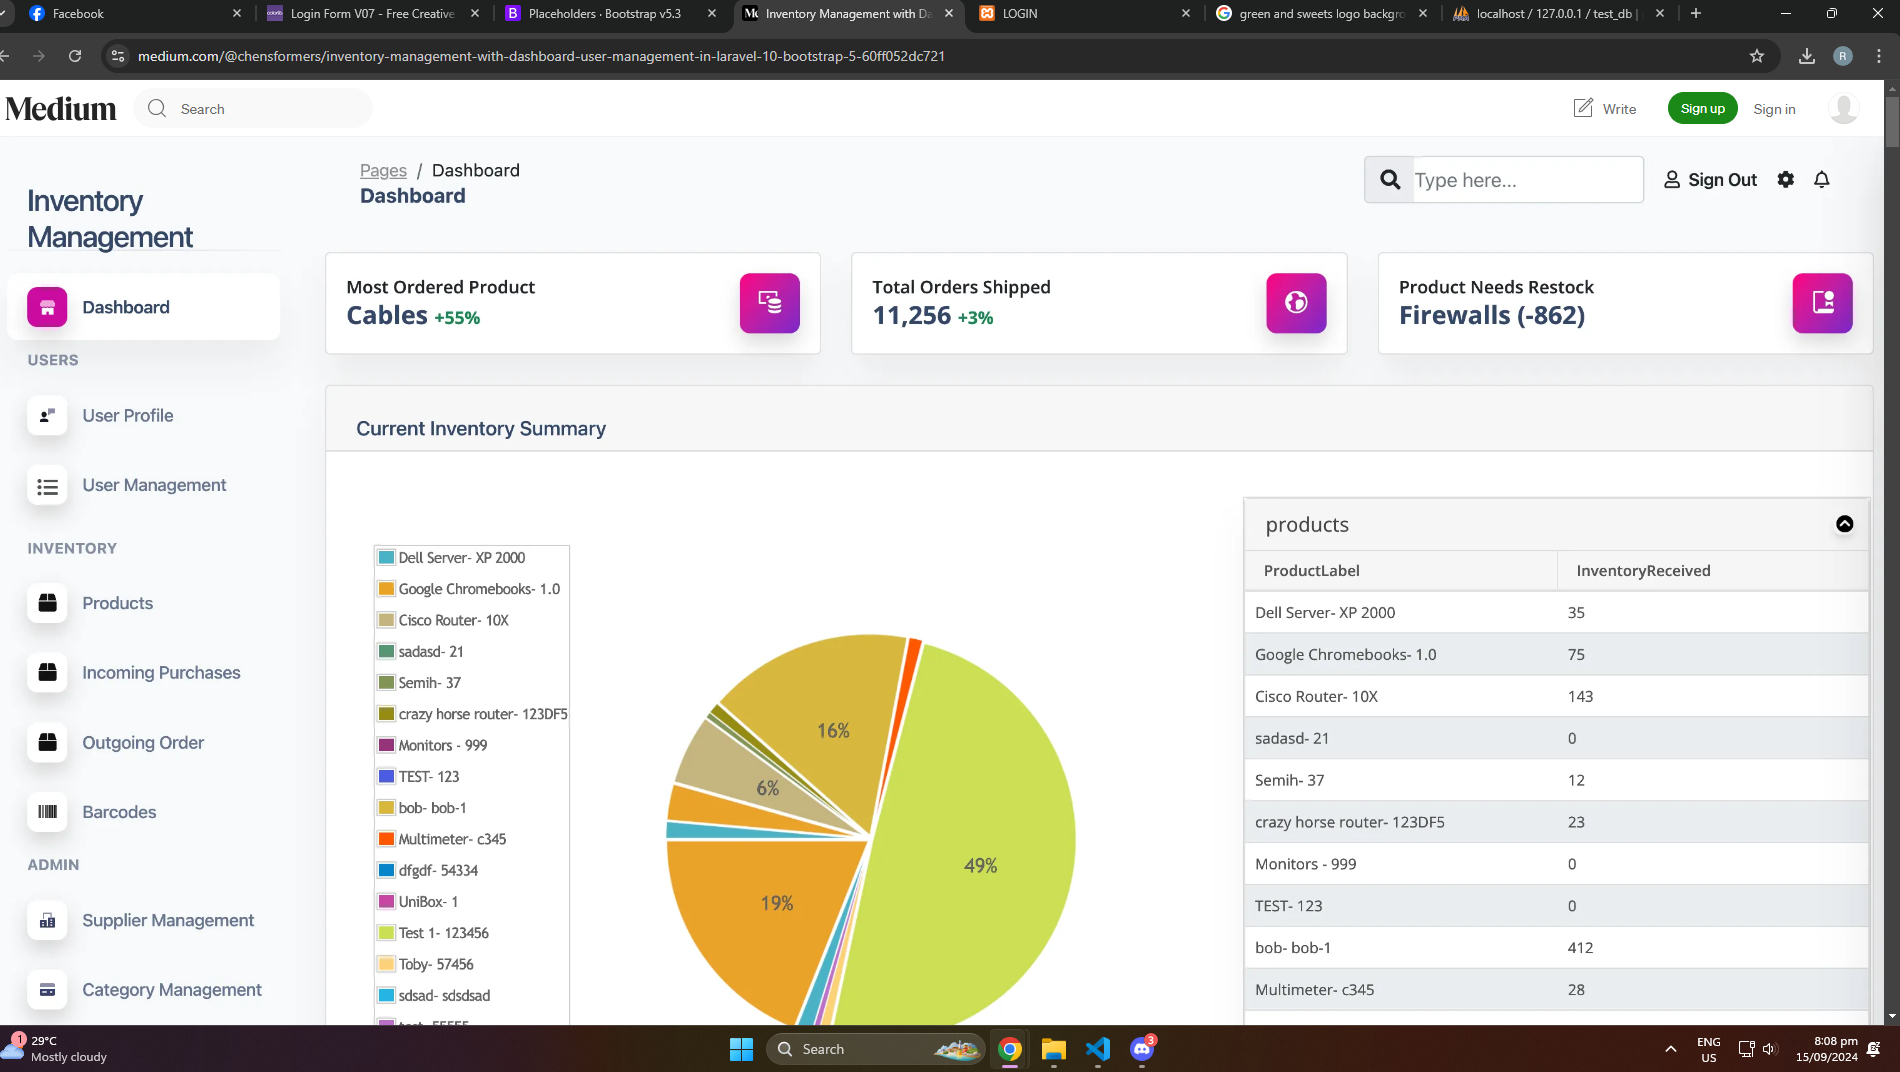 Facebook
Login Form V07 - Free Creative
Placeholders · Bootstrap v5.3
Inventory Management with Da
LOGIN
green and sweets logo backgro
localhost / 127.0.0.1 / test_db |
medium.com/@chensformers/inventory-management-with-dashboard-user-management-in-laravel-10-bootstrap-5-60ff052dc721
R
Medium
Search
Write
Sign up
Sign in
Inventory
Management
Dashboard
USERS
User Profile
User Management
INVENTORY
Products
Incoming Purchases
Outgoing Order
Barcodes
ADMIN
Supplier Management
Category Management
Pages / Dashboard
Dashboard
Type here...
Sign Out
Most Ordered Product
Cables +55%
Total Orders Shipped
11,256 +3%
Product Needs Restock
Firewalls (-862)
Current Inventory Summary
Dell Server- XP 2000
Google Chromebooks- 1.0
Cisco Router- 10X
sadasd- 21
Semih- 37
crazy horse router- 123DF5
Monitors - 999
TEST- 123
bob- bob-1
Multimeter- c345
dfgdf- 54334
UniBox- 1
Test 1- 123456
Toby- 57456
sdsad- sdsdsad
test- 55555
16%
6%
49%
19%
products
ProductLabel InventoryReceived
Dell Server- XP 2000 35
Google Chromebooks- 1.0 75
Cisco Router- 10X 143
sadasd- 21 0
Semih- 37 12
crazy horse router- 123DF5 23
Monitors - 999 0
TEST- 123 0
bob- bob-1 412
Multimeter- c345 28
1
29°C
Mostly cloudy
Search
3
ENG
US
8:08 pm
15/09/2024